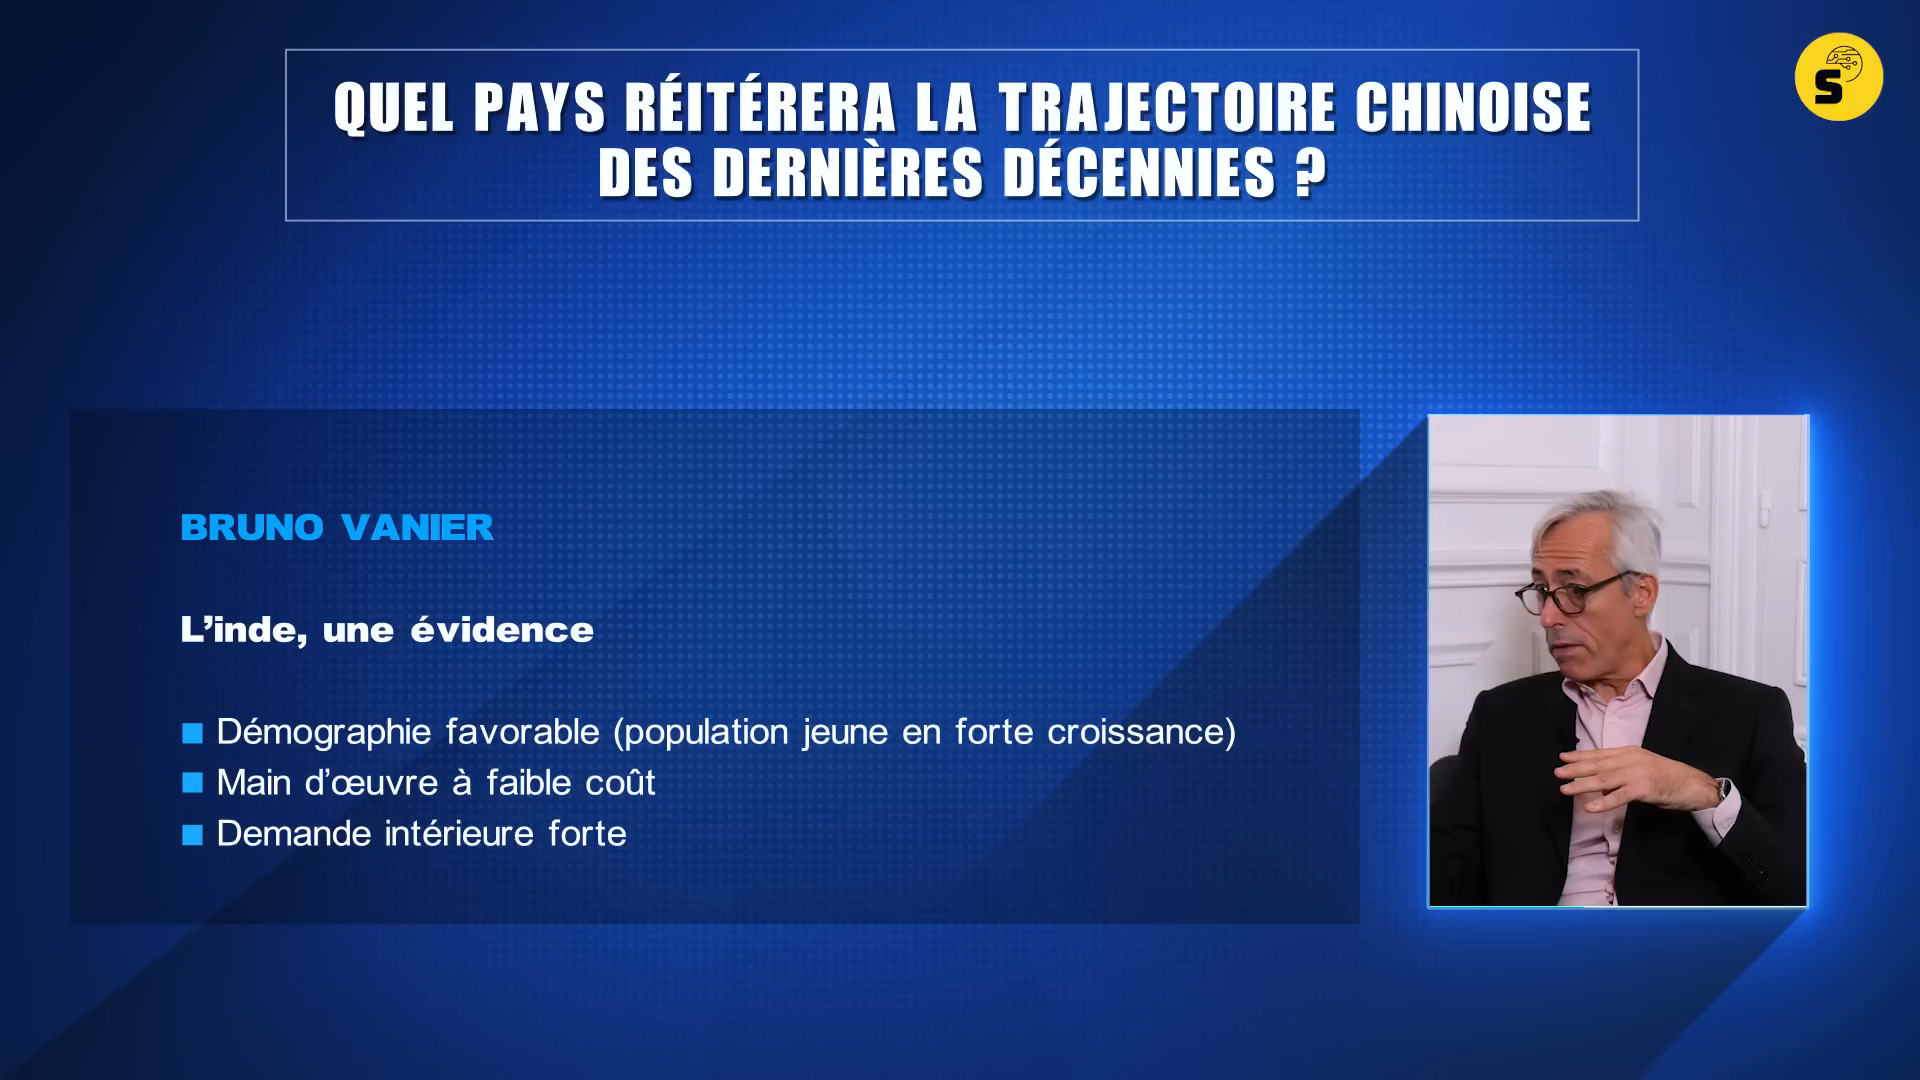 QUEL PAYS RÉITÉRERA LA TRAJECTOIRE CHINOISE
DES DERNIÈRES DÉCENNIES ?
S
BRUNO VANIER
L’inde, une évidence
Démographie favorable (population jeune en forte croissance)
Main d’œuvre à faible coût
Demande intérieure forte